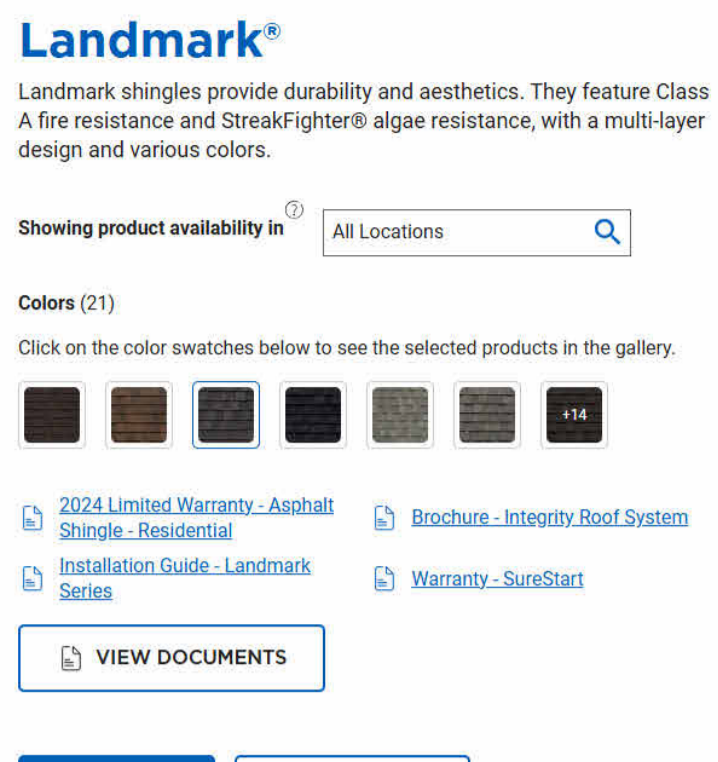 Landmark®
Landmark shingles provide durability and aesthetics. They feature Class
A fire resistance and StreakFighter® algae resistance, with a multi-layer
design and various colors.
Showing product availability in ?
All Locations
Colors (21)
Click on the color swatches below to see the selected products in the gallery.
+14
2024 Limited Warranty - Asphalt
Shingle - Residential
Brochure - Integrity Roof System
Installation Guide - Landmark
Series
Warranty - SureStart
VIEW DOCUMENTS